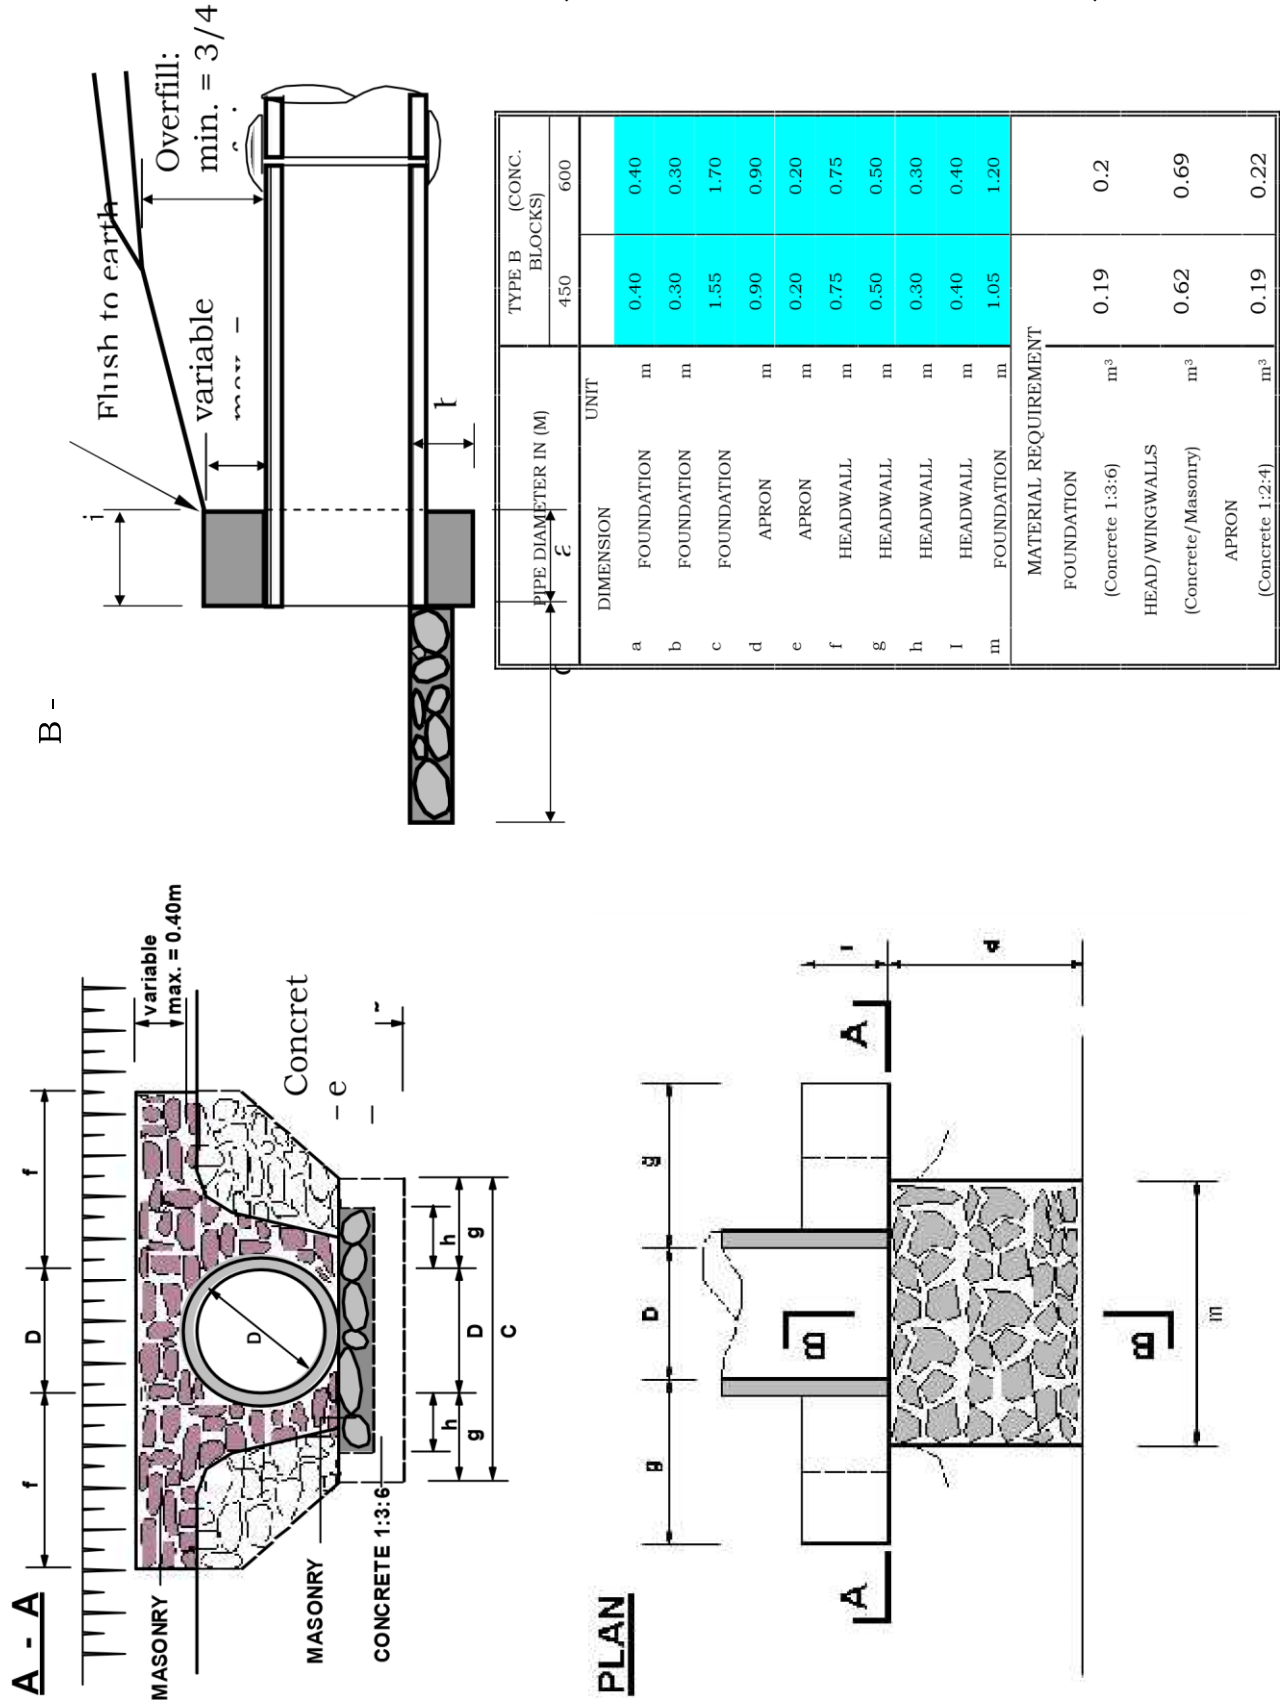 A - A
f D f
variable
max. = 0.40m
MASONRY
D
MASONRY
CONCRETE 1:3:6
Concret
– e
h h
g D g
C
PLAN
g D g
A A
B B
d
m
B -
Flush to earth
Overfill:
min. = 3/4
variable
i
PIPE DIAMETER IN (M) TYPE B (CONC. BLOCKS)
450 600
DIMENSION UNIT
a FOUNDATION m 0.40 0.40
b FOUNDATION m 0.30 0.30
c FOUNDATION 1.55 1.70
d APRON m 0.90 0.90
e APRON m 0.20 0.20
f HEADWALL m 0.75 0.75
g HEADWALL m 0.50 0.50
h HEADWALL m 0.30 0.30
I HEADWALL m 0.40 0.40
m FOUNDATION m 1.05 1.20
MATERIAL REQUIREMENT
FOUNDATION
(Concrete 1:3:6) m³ 0.19 0.2
HEAD/WINGWALLS
(Concrete/Masonry) m³ 0.62 0.69
APRON
(Concrete 1:2:4) m³ 0.19 0.22